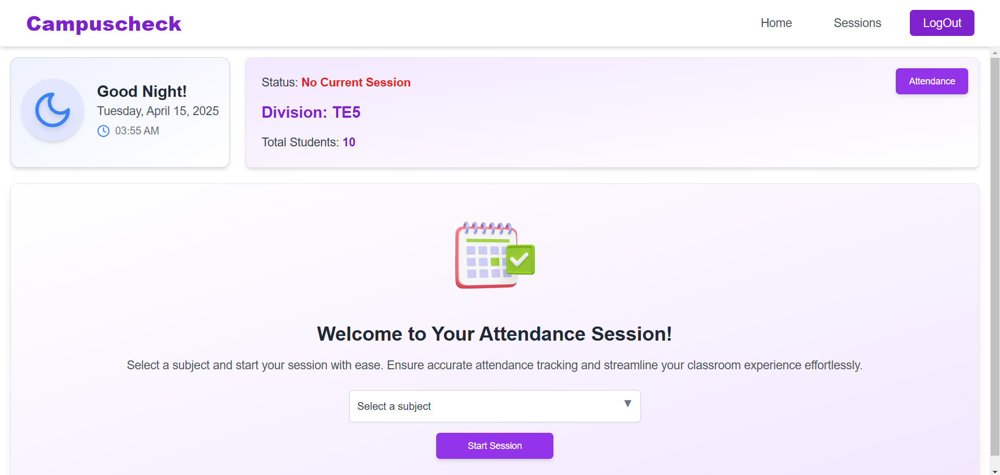 Campuscheck
Home
Sessions
LogOut
Good Night!
Tuesday, April 15, 2025
03:55 AM
Status: No Current Session
Attendance
Division: TE5
Total Students: 10
Welcome to Your Attendance Session!
Select a subject and start your session with ease. Ensure accurate attendance tracking and streamline your classroom experience effortlessly.
Select a subject
Start Session